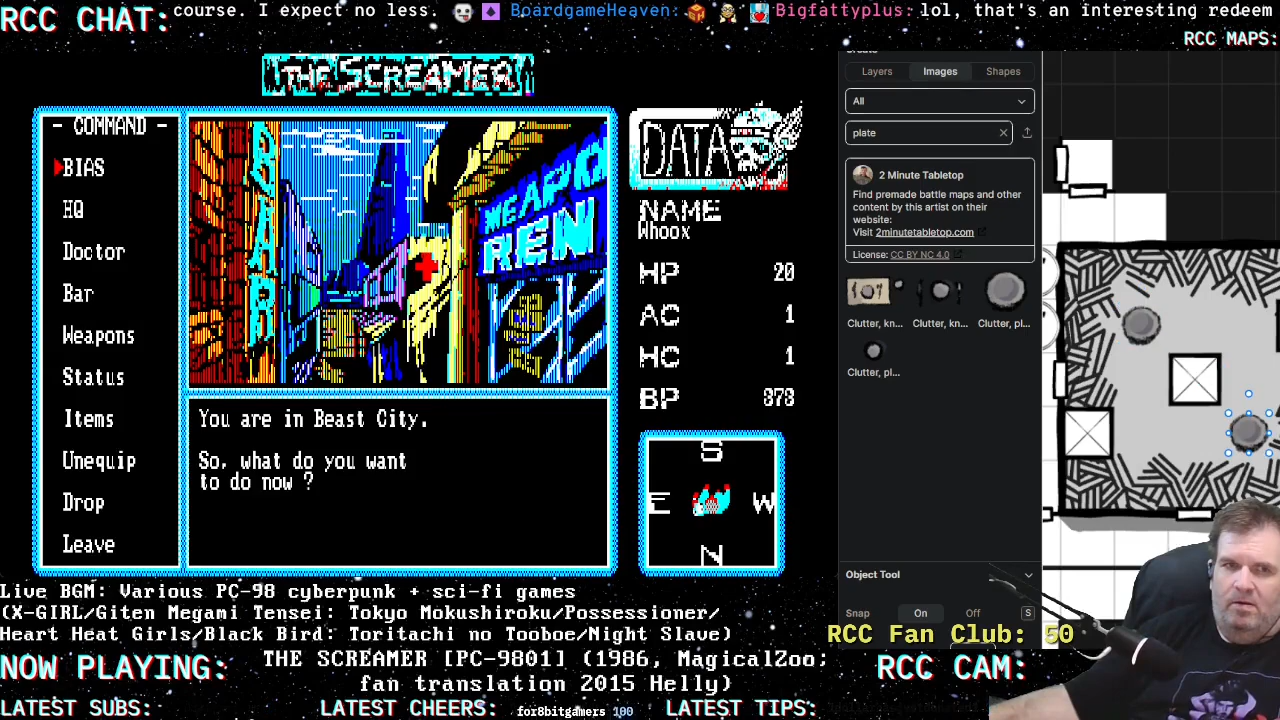 RCC CHAT:
course. I expect no less. BoardgameHeaven: Bigfattyplus: lol, that's an interesting redeem
RCC MAPS:
THE SCREAMER
- COMMAND -
BIAS
HQ
Doctor
Bar
Weapons
Status
Items
Unequip
Drop
Leave
BAR
WEAPO
REN
You are in Beast City.
So, what do you want
to do now ?
DATA
NAME
Whoox
HP 20
AC 1
HC 1
BP 373
S
E W
N
Layers Images Shapes
All
plate
2 Minute Tabletop
Find premade battle maps and other
content by this artist on their
website:
Visit 2minutetabletop.com
License: CC BY NC 4.0
Clutter, kn... Clutter, kn... Clutter, pl...
Clutter, pl...
Object Tool
Snap On Off S
Live BGM: Various PC-98 cyberpunk + sci-fi games
(X-GIRL/Giten Megami Tensei: Tokyo Mokushiroku/Possessioner/
Heart Heat Girls/Black Bird: Toritachi no Tooboe/Night Slave)
RCC Fan Club: 50
NOW PLAYING:
THE SCREAMER [PC-9801] (1986, MagicalZoo;
fan translation 2015 Helly)
RCC CAM:
LATEST SUBS:
LATEST CHEERS: for8bitgamers 100
LATEST TIPS: